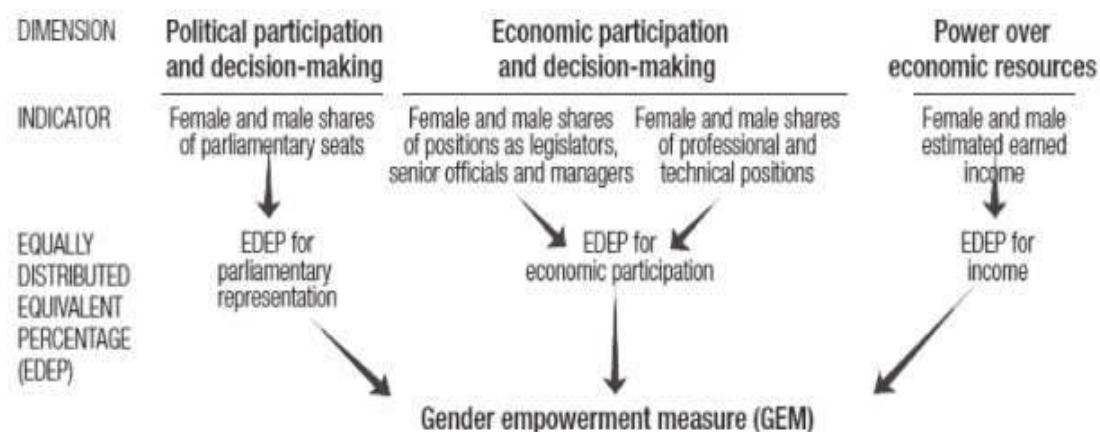 DIMENSION
Political participation
and decision-making
Economic participation
and decision-making
Power over
economic resources
INDICATOR
Female and male shares
of parliamentary seats
Female and male shares
of positions as legislators,
senior officials and managers
Female and male shares
of professional and
technical positions
Female and male
estimated earned
income
EQUALLY
DISTRIBUTED
EQUIVALENT
PERCENTAGE
(EDEP)
EDEP for
parliamentary
representation
EDEP for
economic participation
EDEP for
income
Gender empowerment measure (GEM)